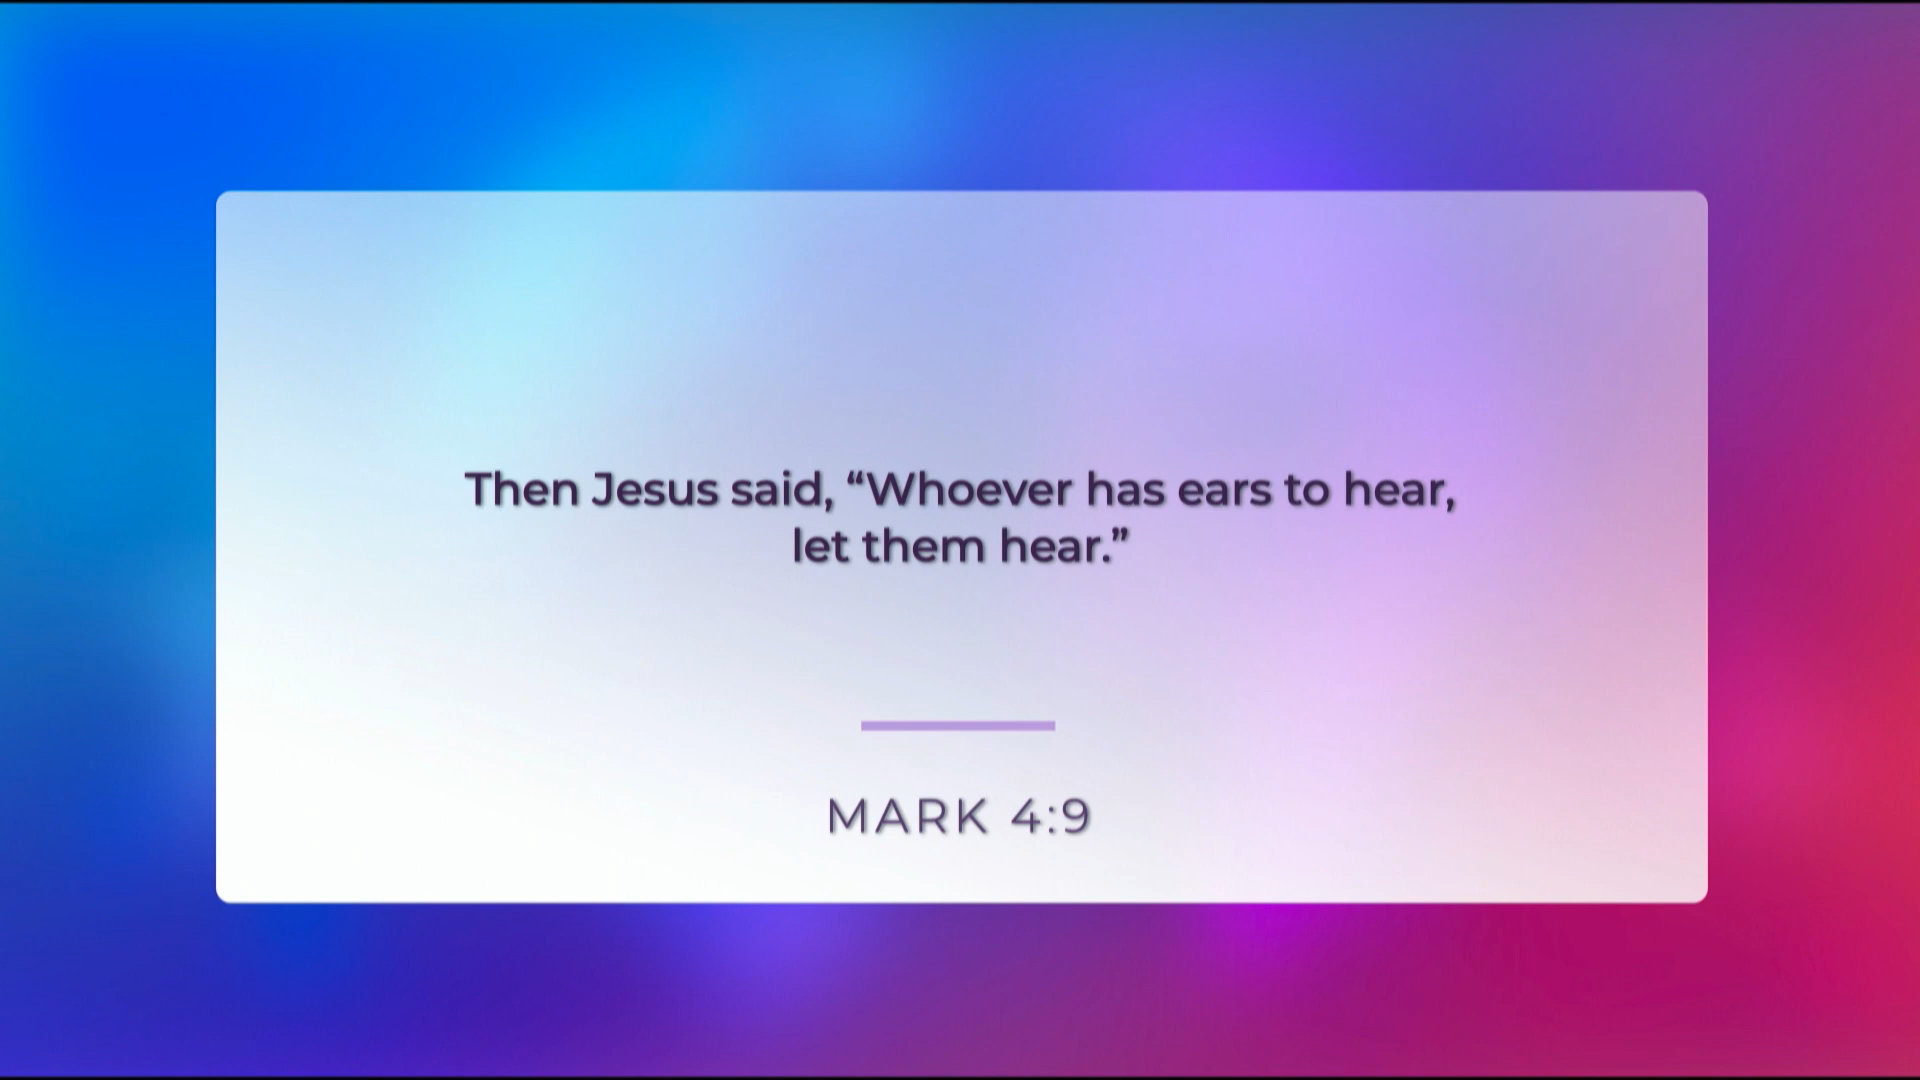 Then Jesus said, “Whoever has ears to hear,
let them hear.”
MARK 4:9